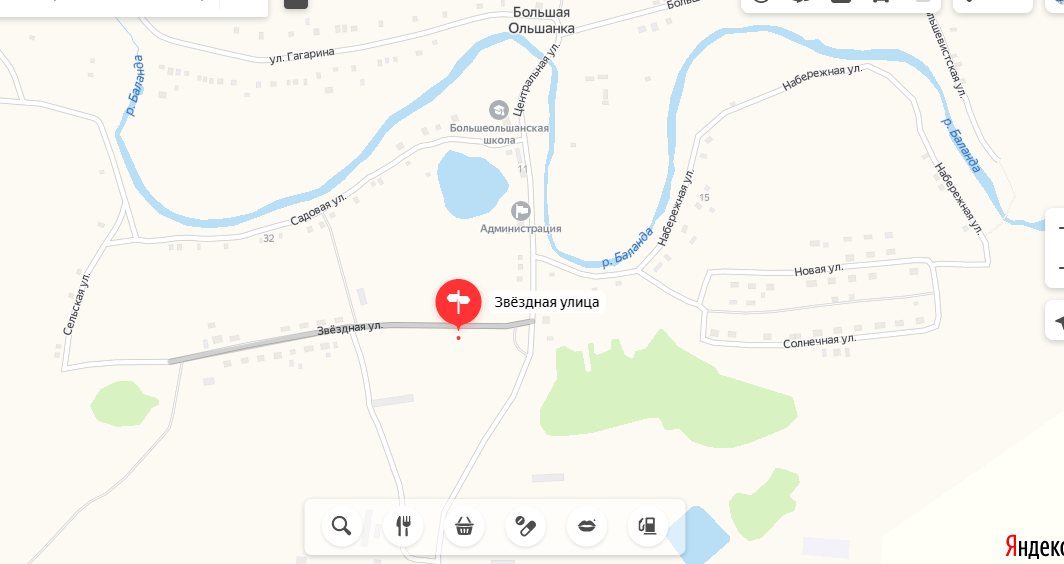 Большая
Ольшанка
ул. Гагарина
р. Баланда
Центральная ул.
Набережная ул.
р. Баланда
Большеольшанская
школа
11
Набережная ул.
Садовая ул.
15
Набережная ул.
Администрация
32
р. Баланда
Новая ул.
Сельская ул.
Звёздная улица
Звёздная ул.
Солнечная ул.